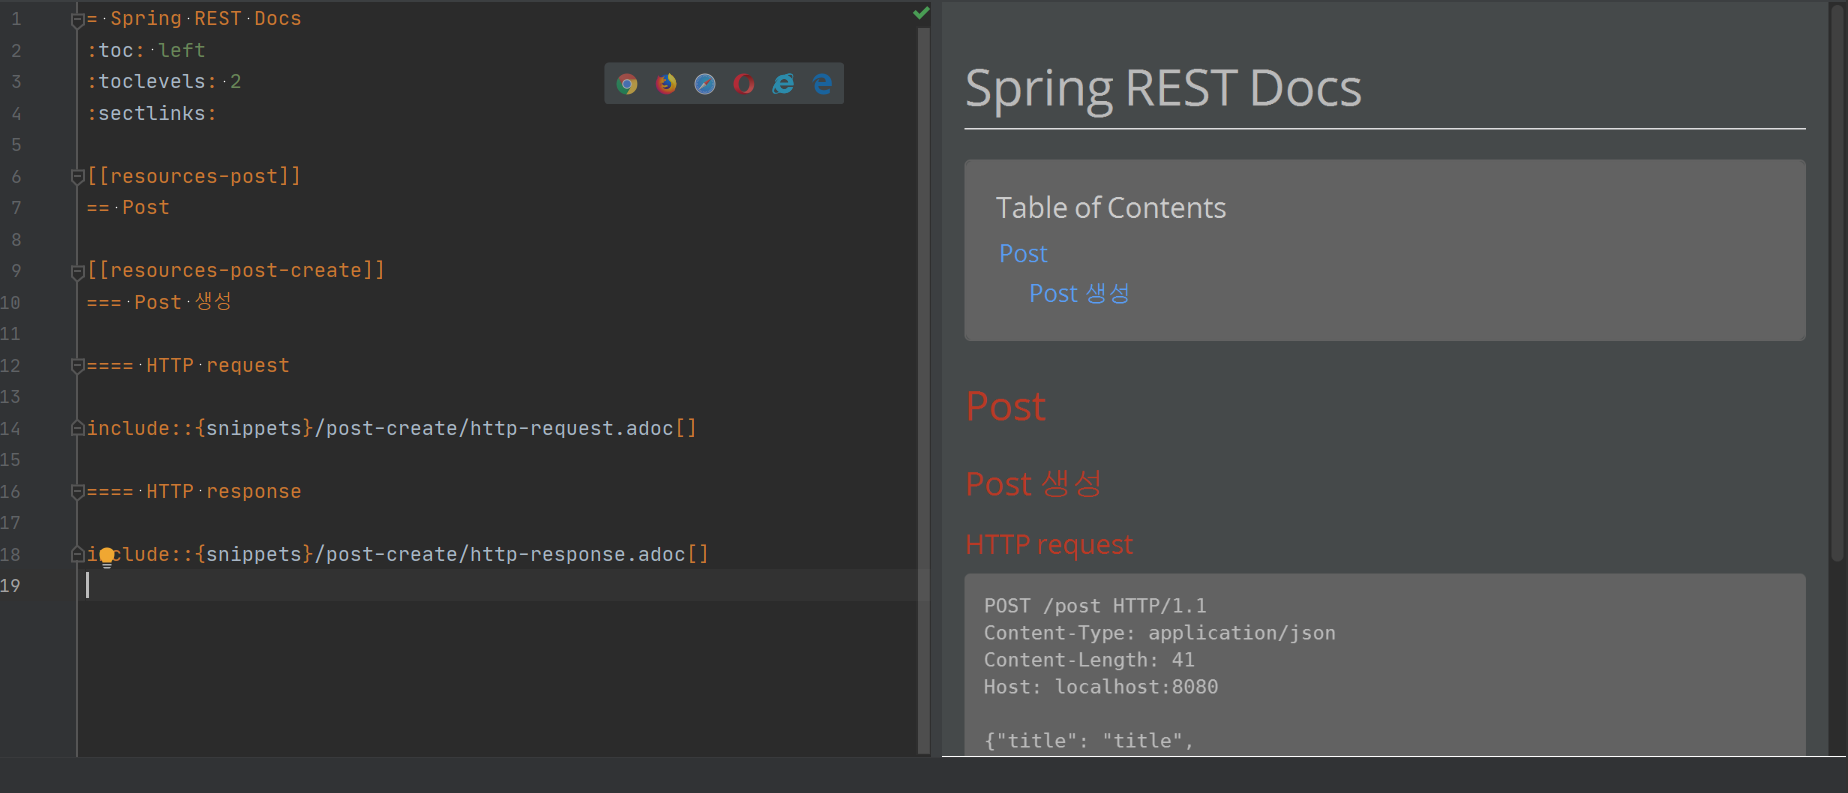 1 = Spring REST Docs
2 :toc: left
3 :toclevels: 2
4 :sectlinks:
5
6 [[resources-post]]
7 == Post
8
9 [[resources-post-create]]
10 === Post 생성
11
12 ==== HTTP request
13
14 include::{snippets}/post-create/http-request.adoc[]
15
16 ==== HTTP response
17
18 include::{snippets}/post-create/http-response.adoc[]
19
Spring REST Docs
Table of Contents
Post
Post 생성
Post
Post 생성
HTTP request
POST /post HTTP/1.1
Content-Type: application/json
Content-Length: 41
Host: localhost:8080
{"title": "title",